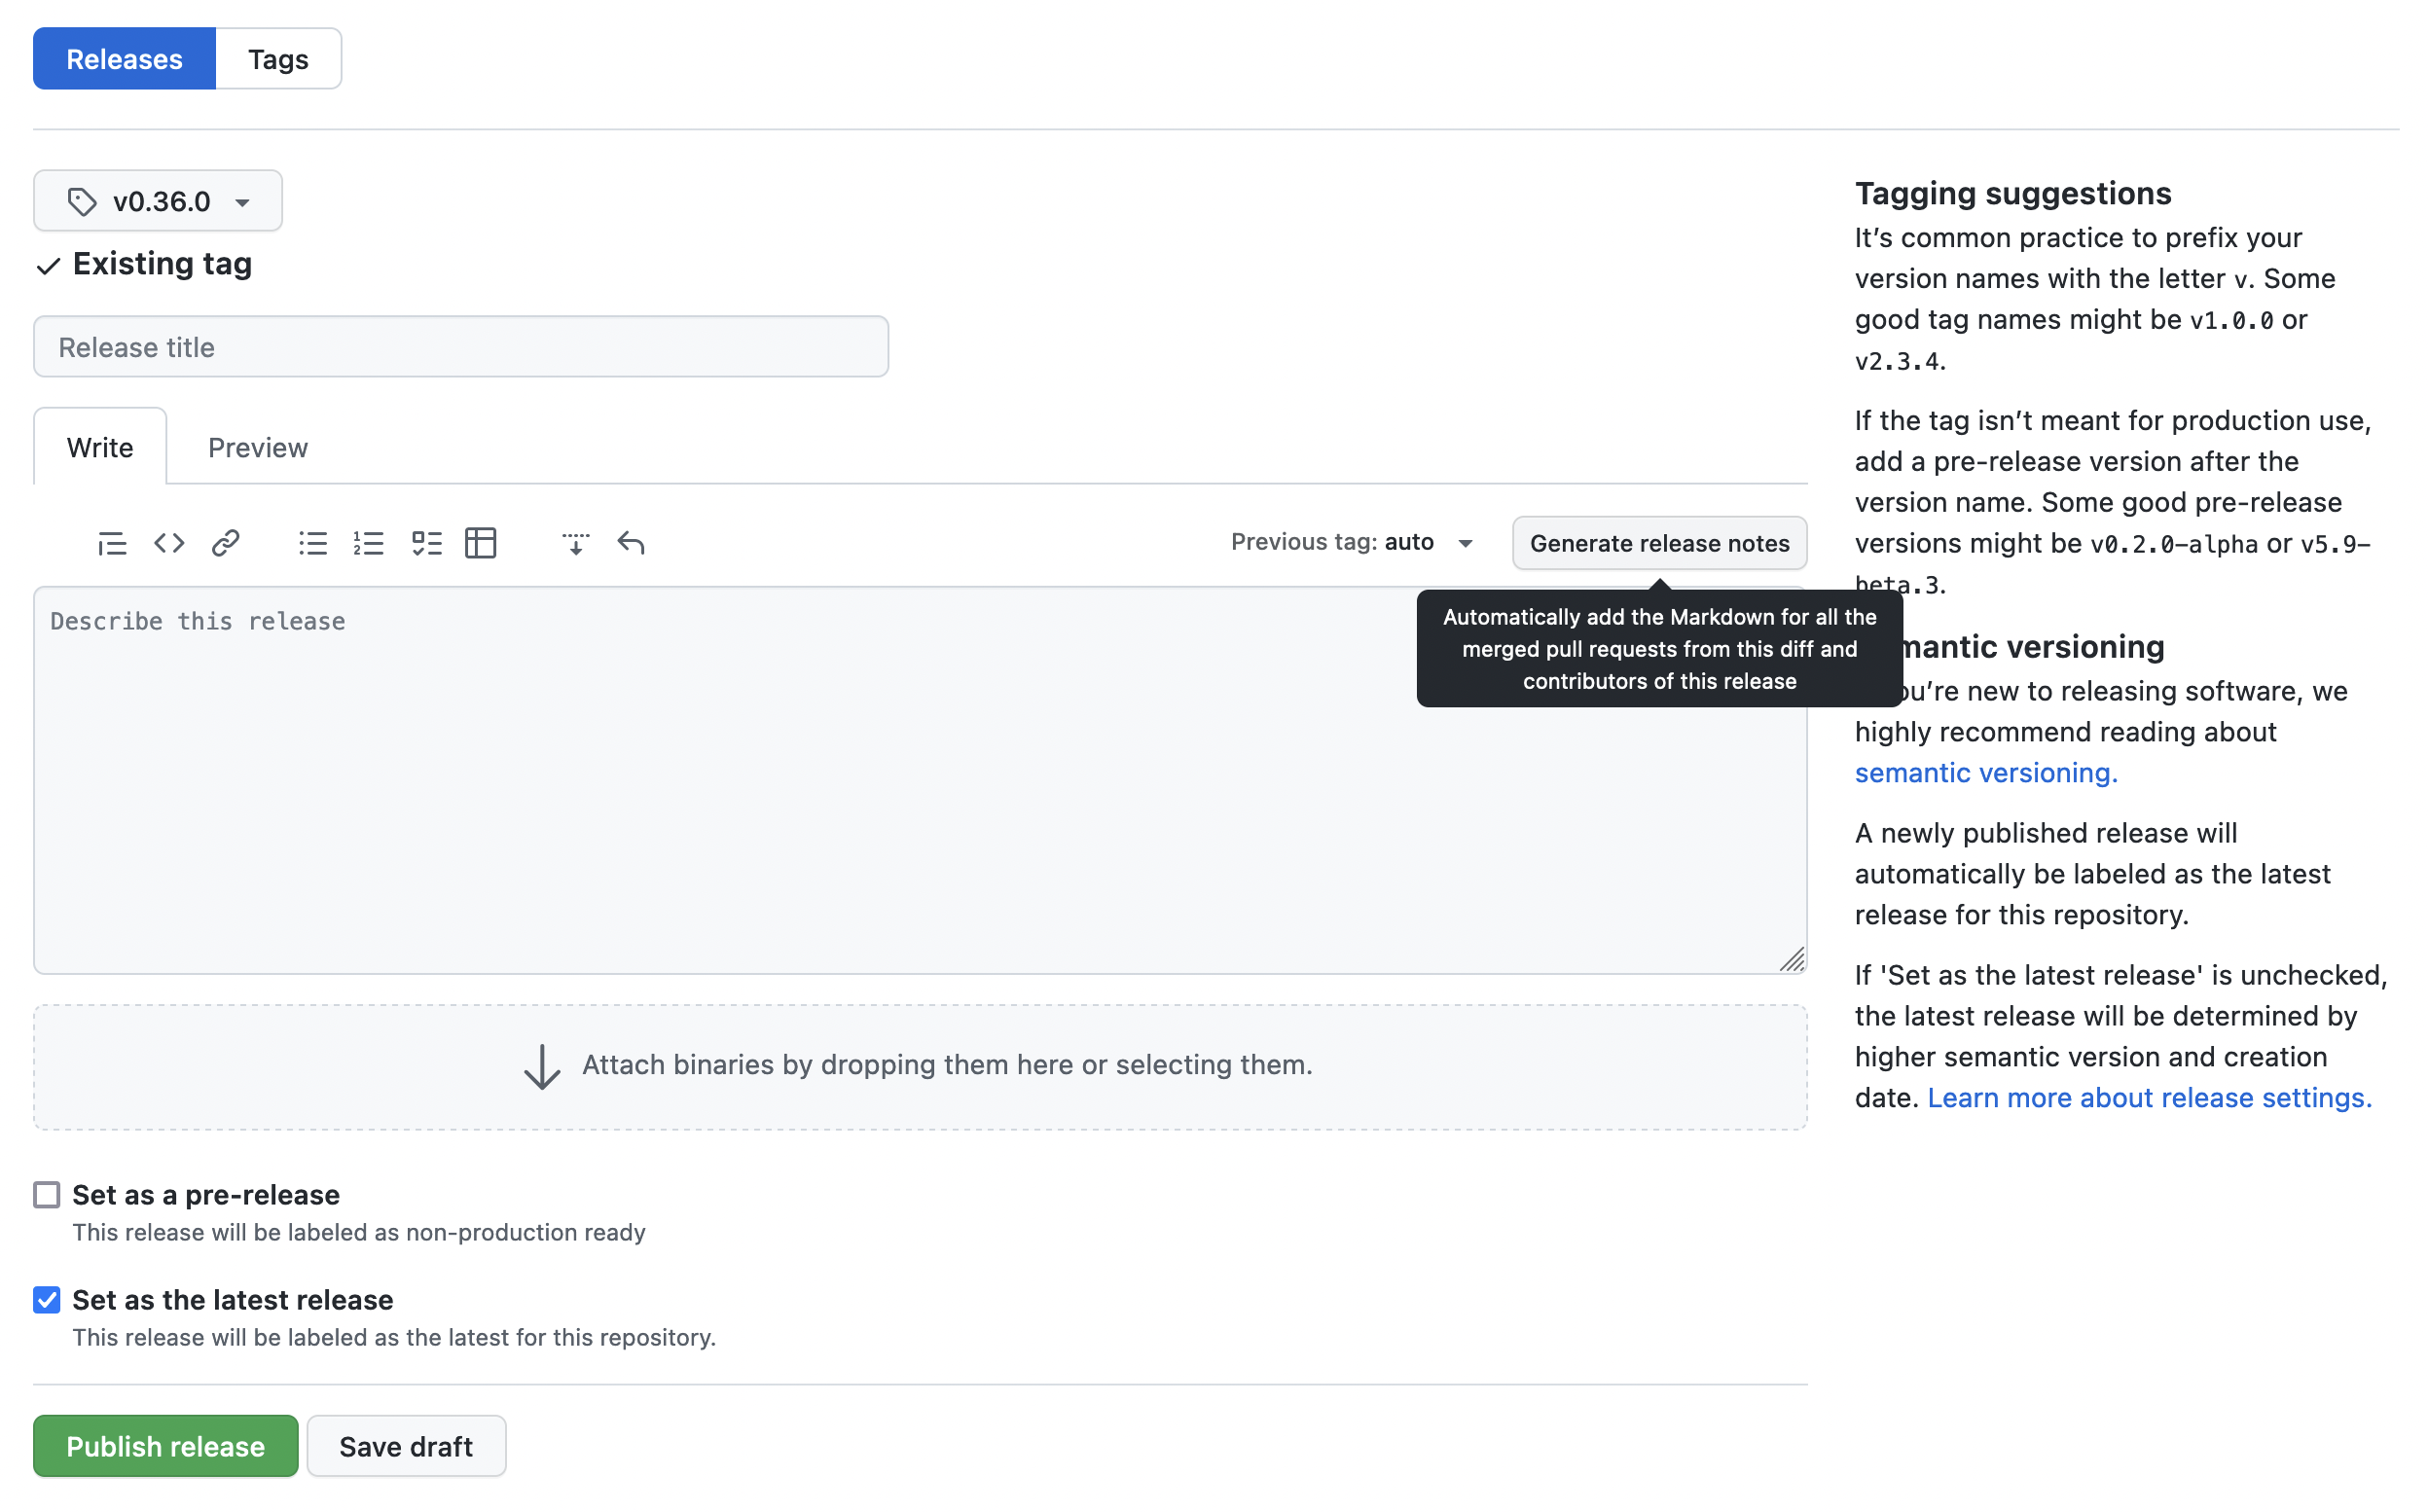 Releases Tags
v0.36.0
Existing tag
Release title
Write Preview
Previous tag: auto Generate release notes
Automatically add the Markdown for all the
merged pull requests from this diff and
contributors of this release
Describe this release
Attach binaries by dropping them here or selecting them.
Set as a pre-release
This release will be labeled as non-production ready
Set as the latest release
This release will be labeled as the latest for this repository.
Publish release Save draft
Tagging suggestions
It’s common practice to prefix your
version names with the letter v. Some
good tag names might be v1.0.0 or
v2.3.4.
If the tag isn’t meant for production use,
add a pre-release version after the
version name. Some good pre-release
versions might be v0.2.0-alpha or v5.9-
beta.3.
mantic versioning
ou’re new to releasing software, we
highly recommend reading about
semantic versioning.
A newly published release will
automatically be labeled as the latest
release for this repository.
If 'Set as the latest release' is unchecked,
the latest release will be determined by
higher semantic version and creation
date. Learn more about release settings.